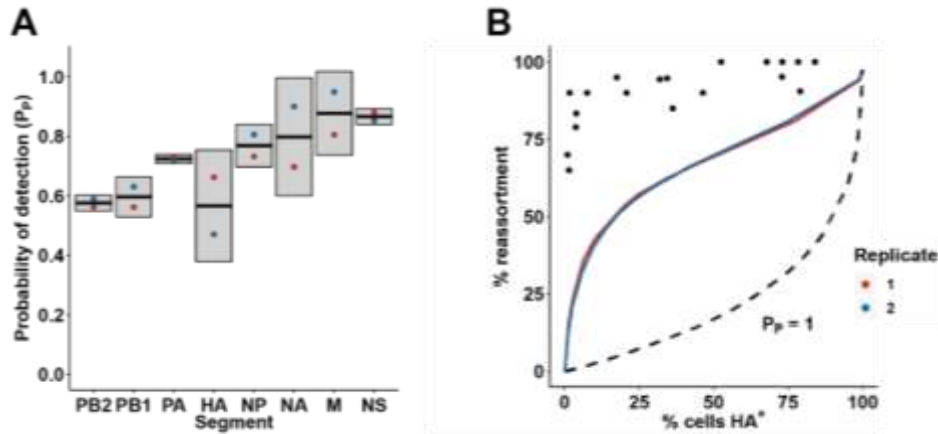 A
Probability of detection (Pₚ)
1.0
0.8
0.6
0.4
0.2
0.0
PB2 PB1 PA HA NP NA M NS
Segment
B
% reassortment
100
75
50
25
0
Pₚ = 1
Replicate
1
2
0 25 50 75 100
% cells HA⁺